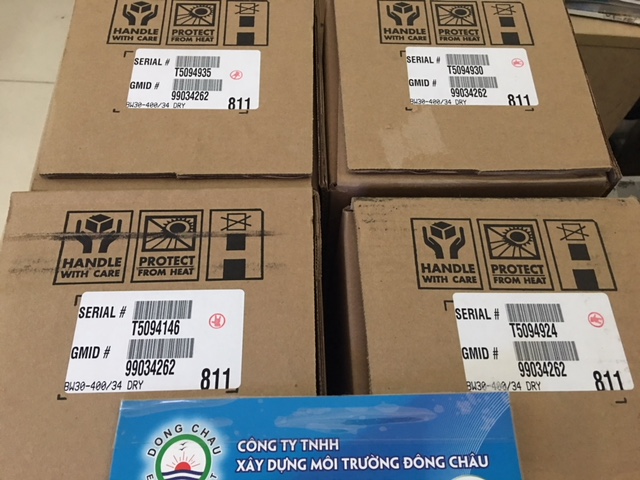 HANDLE
WITH CARE
PROTECT
FROM HEAT
SERIAL #
T5094935
GMID #
99034262
BW30-400/34 DRY
811
HANDLE
WITH CARE
PROTECT
FROM HEAT
SERIAL #
T5094930
GMID #
99034262
BW30-400/34 DRY
811
HANDLE
WITH CARE
PROTECT
FROM HEAT
SERIAL #
T5094146
GMID #
99034262
BW30-400/34 DRY
811
HANDLE
WITH CARE
PROTECT
FROM HEAT
SERIAL #
T5094924
GMID #
99034262
BW30-400/34 DRY
811
DONG CHAU
CÔNG TY TNHH
XÂY DỰNG MÔI TRƯỜNG ĐÔNG CHÂU